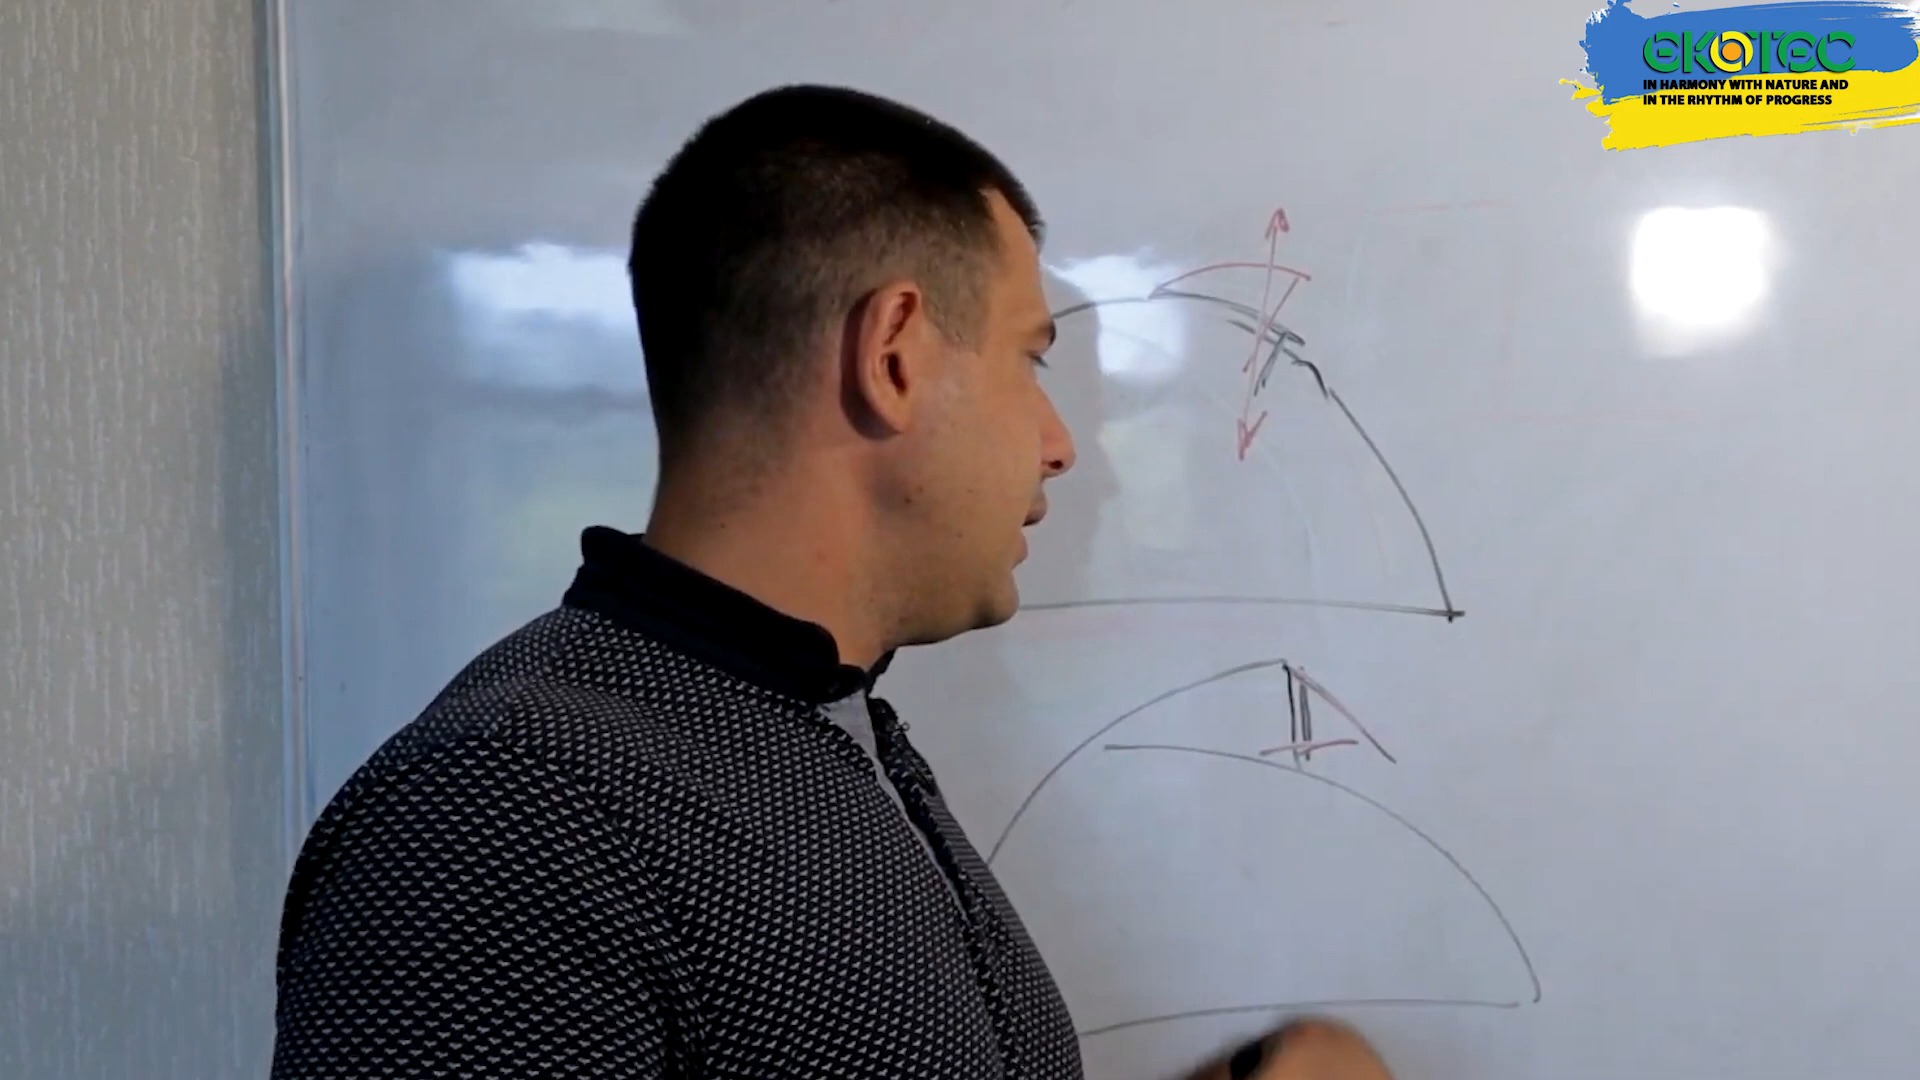 EKOTEC
IN HARMONY WITH NATURE AND
IN THE RHYTHM OF PROGRESS